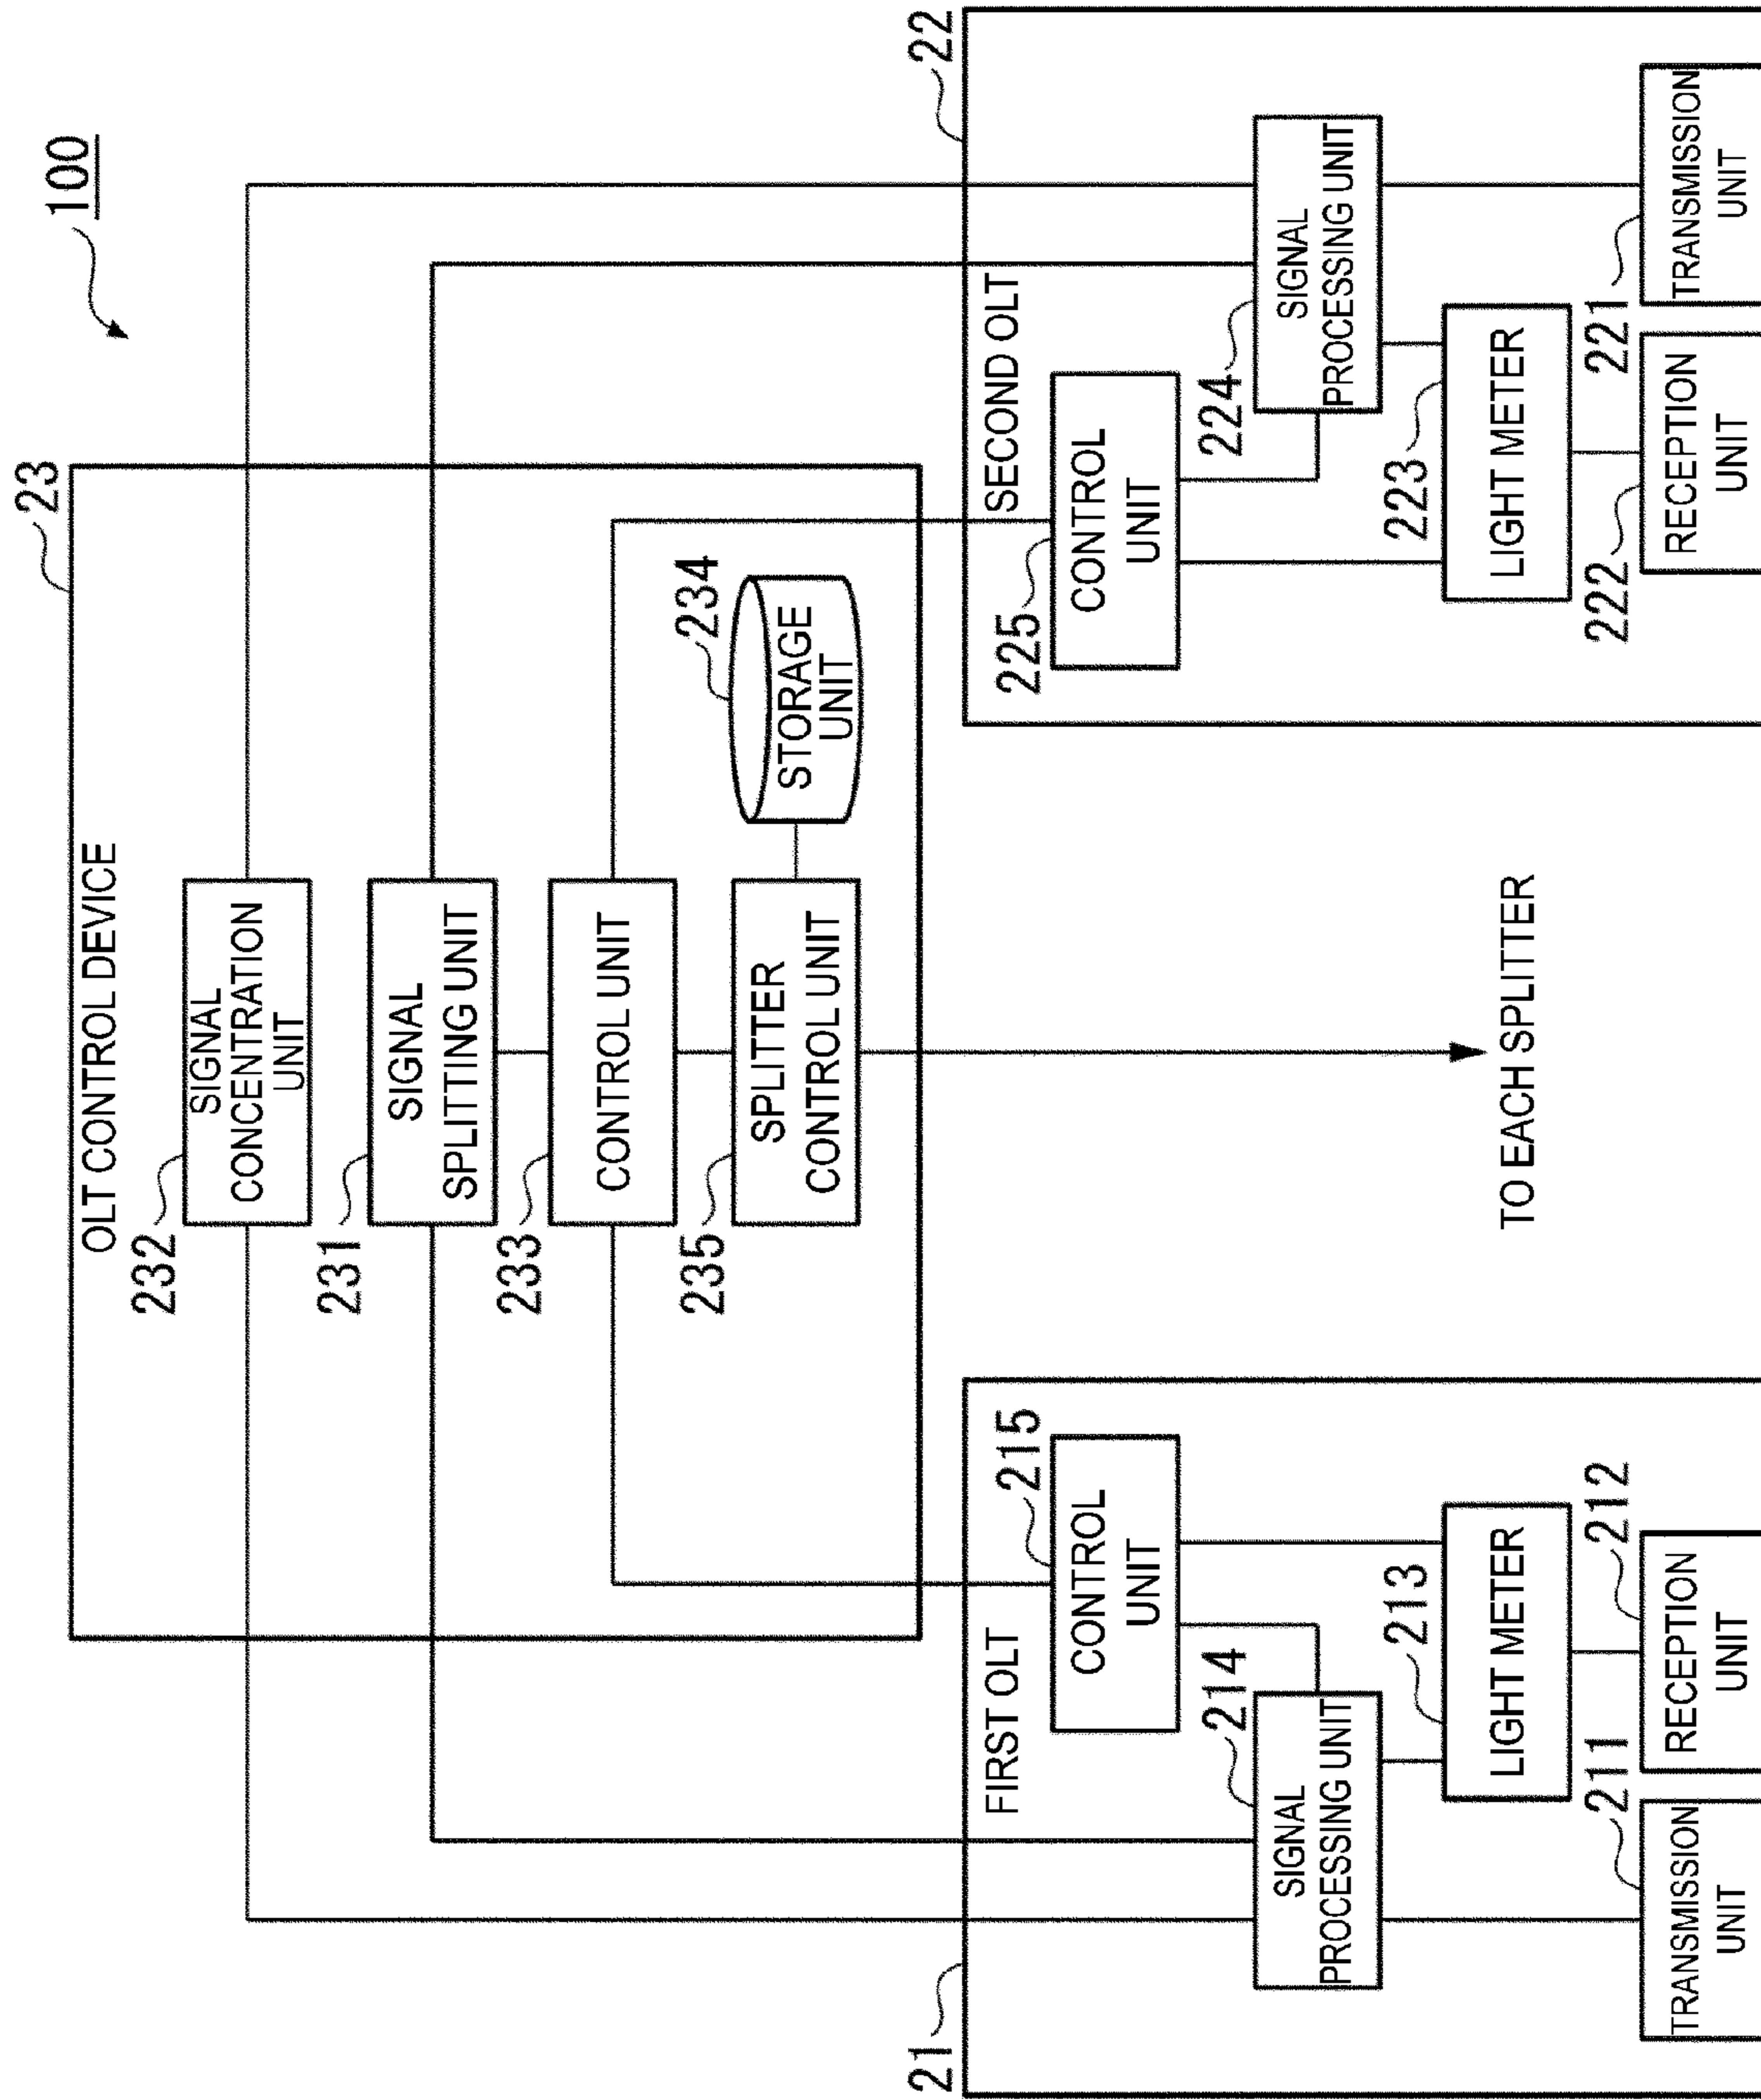 100
23
OLT CONTROL DEVICE
232
SIGNAL
CONCENTRATION
UNIT
231
SIGNAL
SPLITTING UNIT
233
CONTROL UNIT
235
SPLITTER
CONTROL UNIT
234
STORAGE
UNIT
TO EACH SPLITTER
21
FIRST OLT
215
CONTROL
UNIT
214
SIGNAL
PROCESSING UNIT
213
LIGHT METER
211
TRANSMISSION
UNIT
212
RECEPTION
UNIT
22
SECOND OLT
225
CONTROL
UNIT
224
SIGNAL
PROCESSING UNIT
223
LIGHT METER
222
RECEPTION
UNIT
221
TRANSMISSION
UNIT